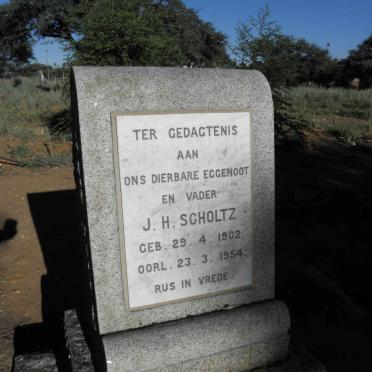 TER GEDAGTENIS
AAN
ONS DIERBARE EGGENOOT
EN VADER
J. H. SCHOLTZ
GEB. 29. 4. 1902
OORL. 23. 3. 1954.
RUS IN VREDE.